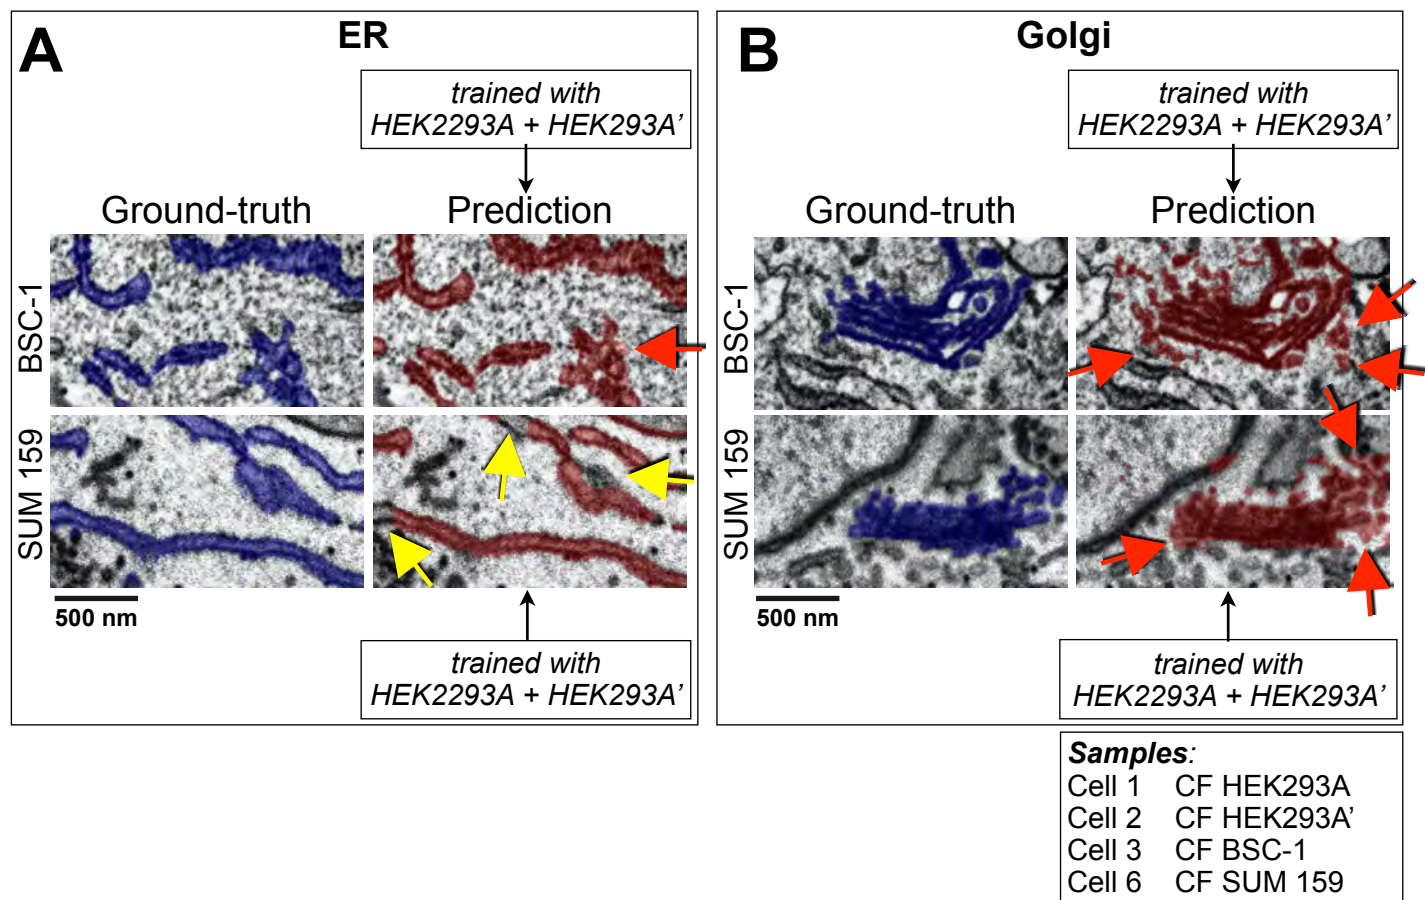 A
ER
trained with
HEK2293A + HEK293A’
Ground-truth
Prediction
BSC-1
SUM 159
500 nm
trained with
HEK2293A + HEK293A’
B
Golgi
trained with
HEK2293A + HEK293A’
Ground-truth
Prediction
BSC-1
SUM 159
500 nm
trained with
HEK2293A + HEK293A’
Samples:
Cell 1 CF HEK293A
Cell 2 CF HEK293A’
Cell 3 CF BSC-1
Cell 6 CF SUM 159